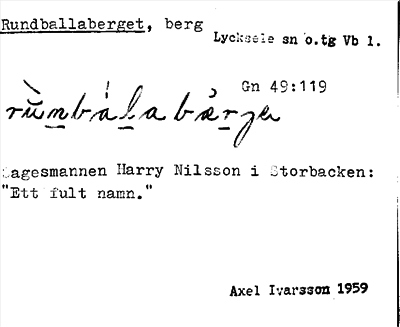 Rundballaberget, berg
Lycksele sn o.tg Vb 1.
Gn 49:119
Sagesmannen Harry Nilsson i Storbacken:
"Ett fult namn."
Axel Ivarsson 1959